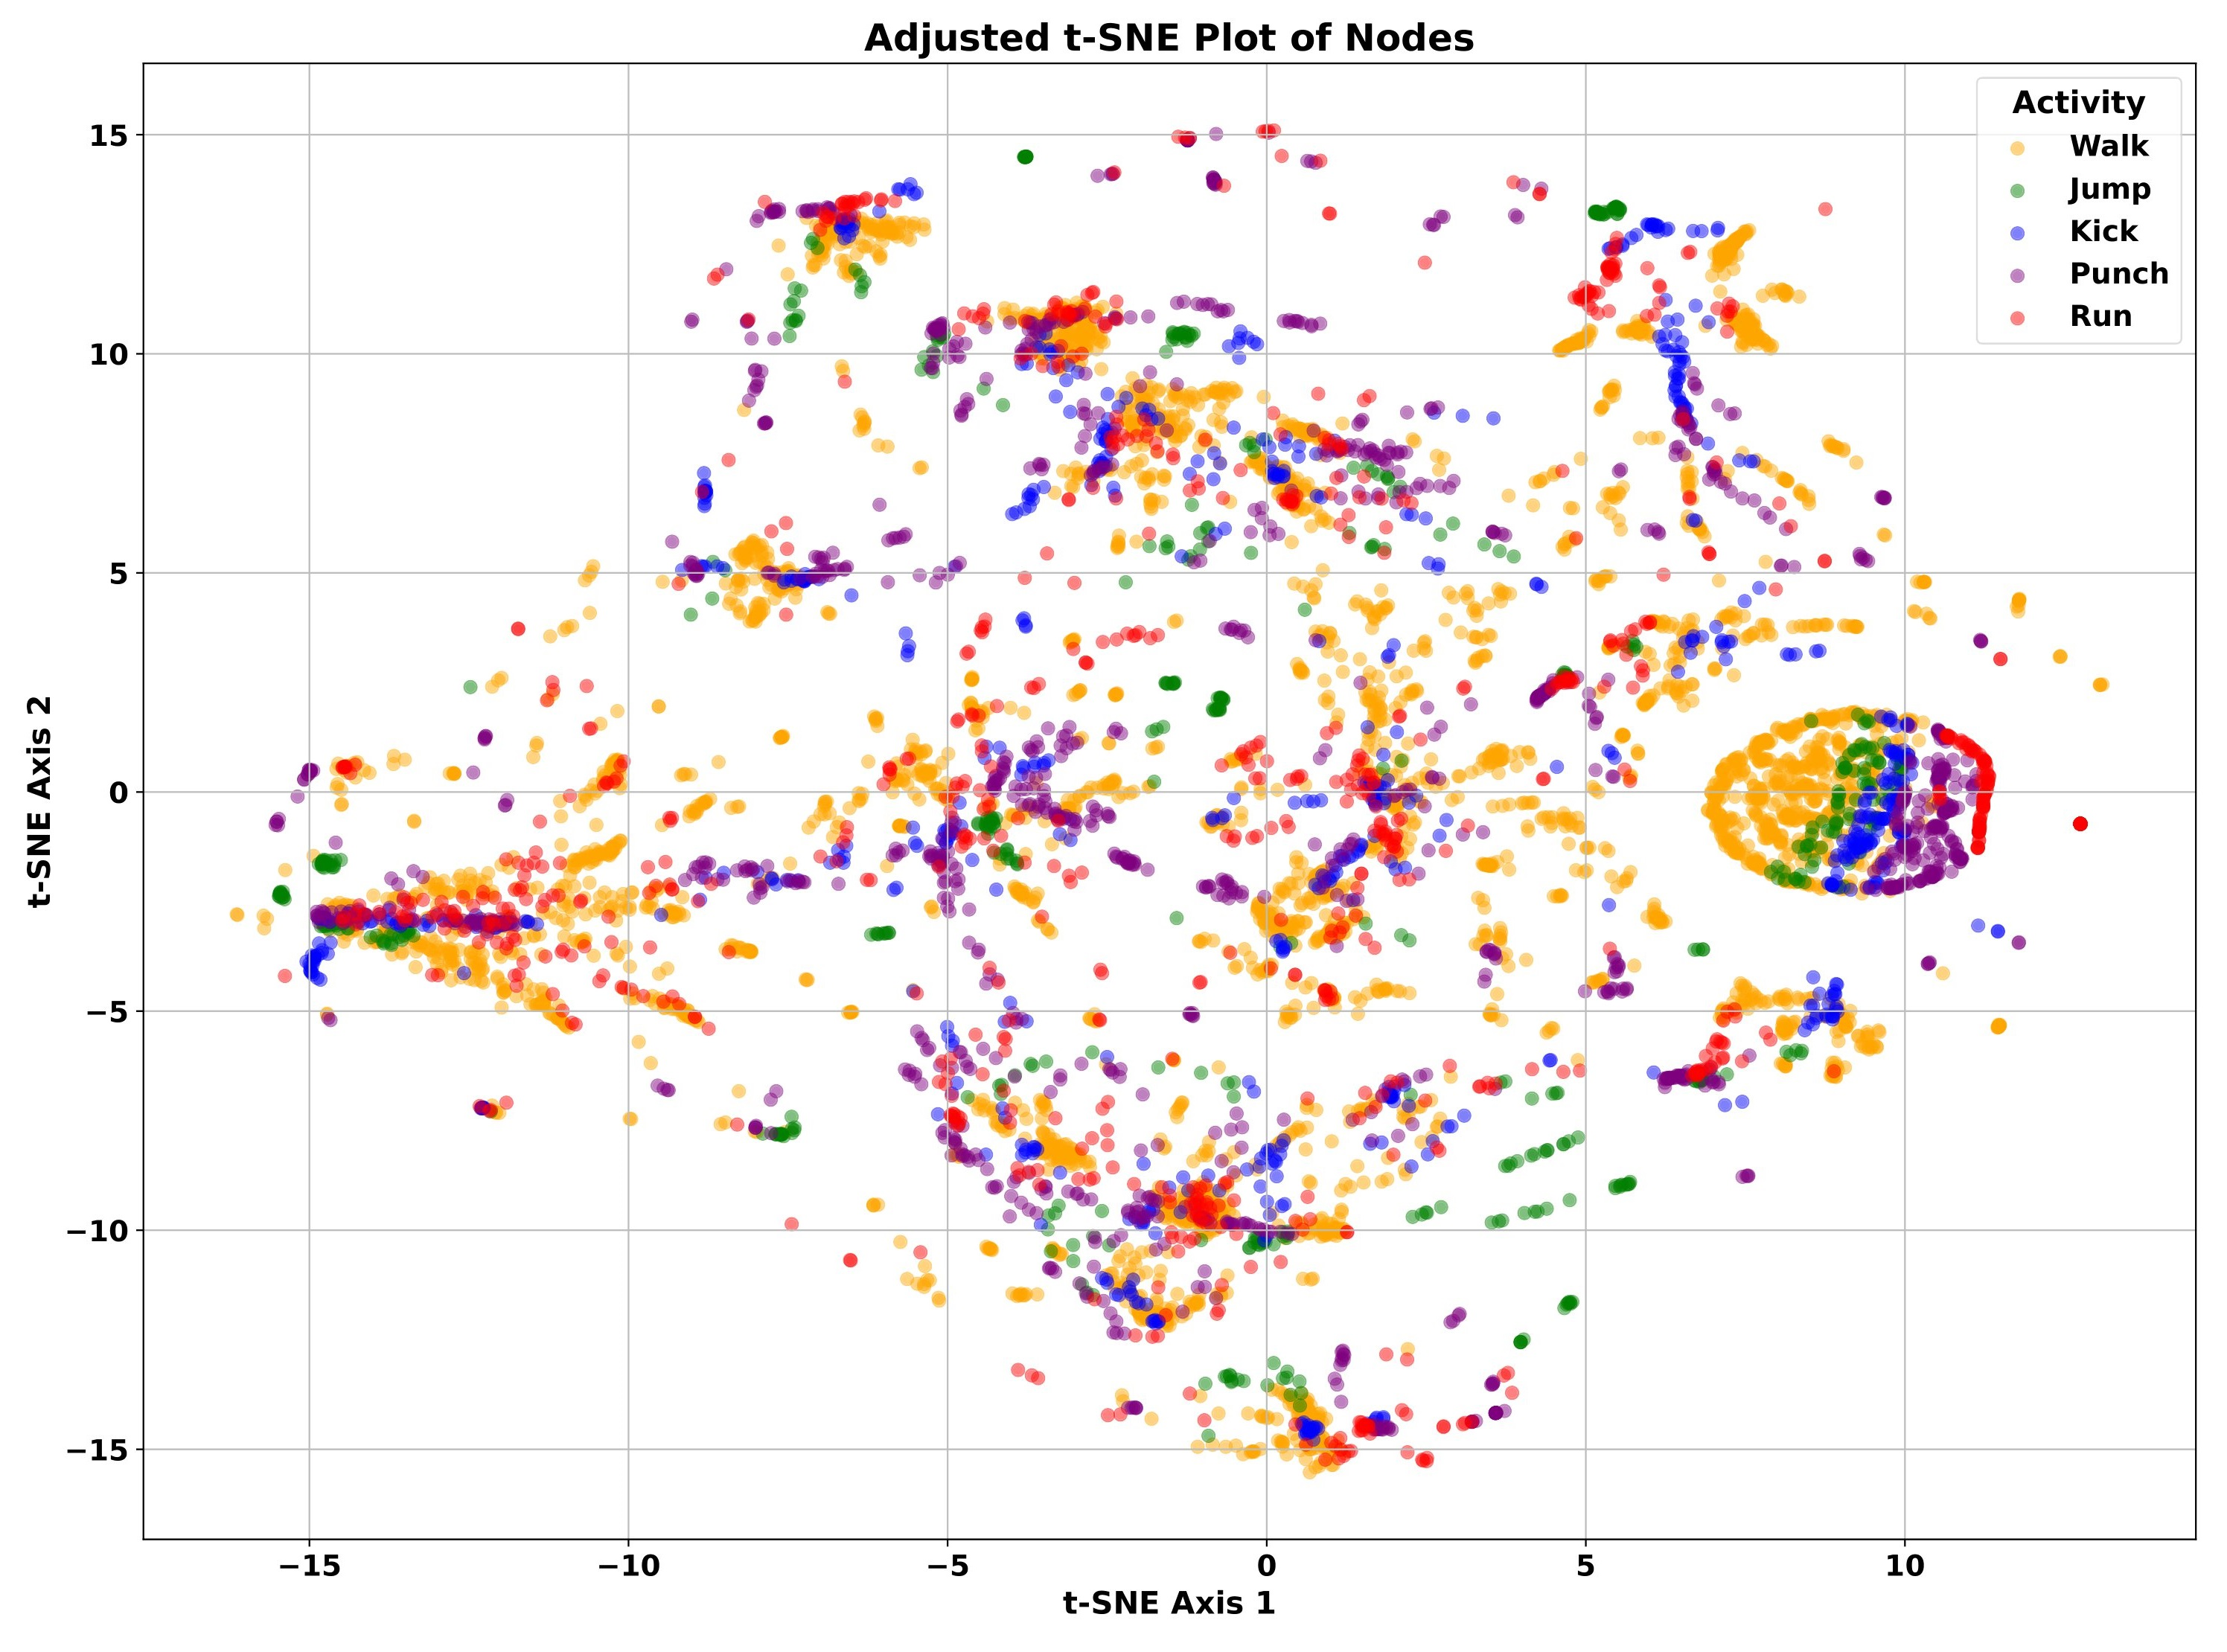 Adjusted t-SNE Plot of Nodes
Activity
Walk
Jump
Kick
Punch
Run
t-SNE Axis 2
15
10
5
0
−5
−10
−15
−15 −10 −5 0 5 10
t-SNE Axis 1